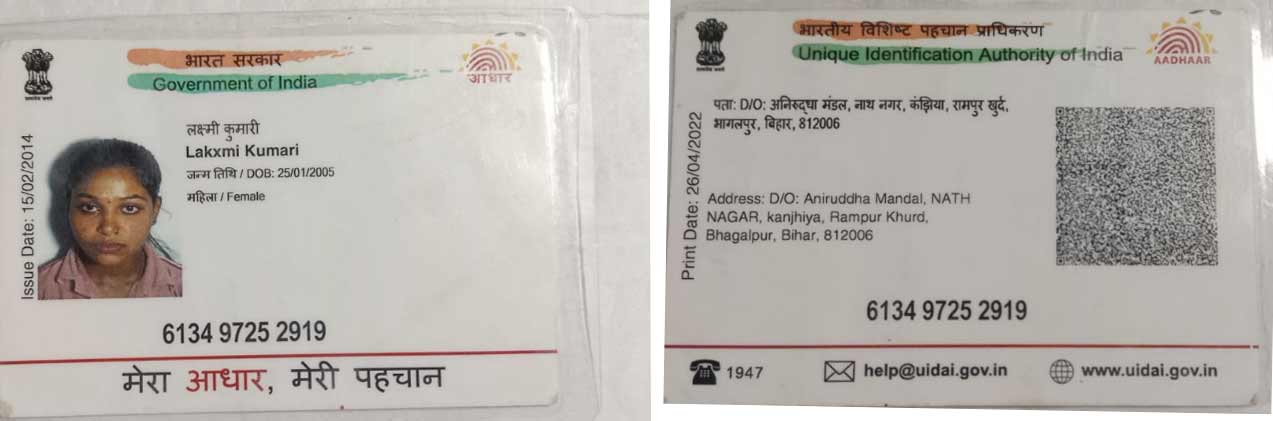 भारत सरकार
Government of India
आधार
Issue Date: 15/02/2014
लक्ष्मी कुमारी
Lakxmi Kumari
जन्म तिथि / DOB: 25/01/2005
महिला / Female
6134 9725 2919
मेरा आधार, मेरी पहचान
भारतीय विशिष्ट पहचान प्राधिकरण
Unique Identification Authority of India
AADHAAR
Print Date: 26/04/2022
पता: D/O: अनिरुद्धा मंडल, नाथ नगर, कंझिया, रामपुर खुर्द,
भागलपुर, बिहार, 812006
Address: D/O: Aniruddha Mandal, NATH
NAGAR, kanjhiya, Rampur Khurd,
Bhagalpur, Bihar, 812006
6134 9725 2919
1947
help@uidai.gov.in
www.uidai.gov.in